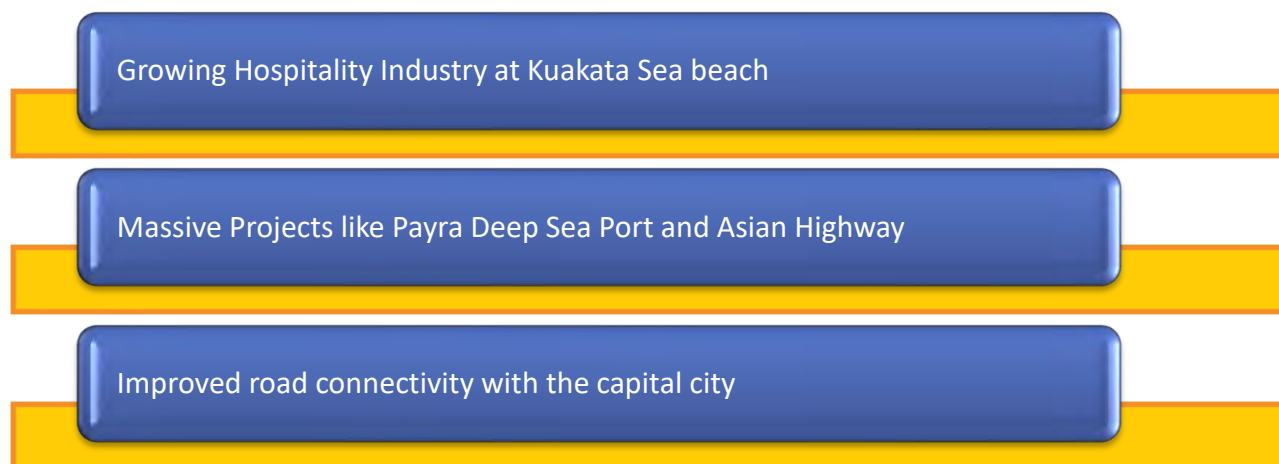 Growing Hospitality Industry at Kuakata Sea beach
Massive Projects like Payra Deep Sea Port and Asian Highway
Improved road connectivity with the capital city